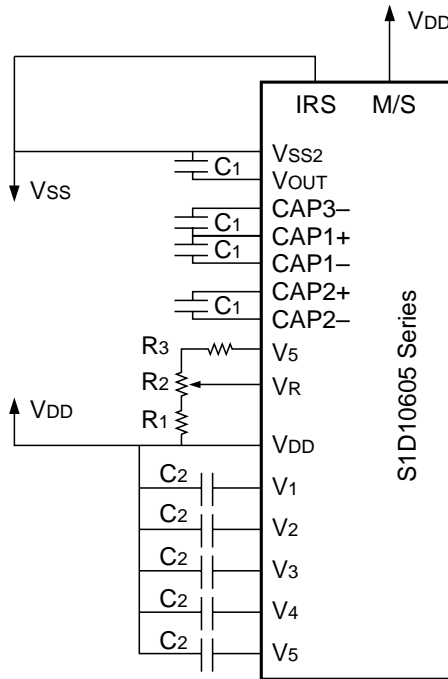 VDD
IRS M/S
VSS2
C1
VOUT
VSS
CAP3–
C1
CAP1+
C1
CAP1–
CAP2+
C1
CAP2–
R3
V5
R2
VR
VDD
R1
VDD
C2
V1
C2
V2
C2
V3
C2
V4
C2
V5
S1D10605 Series